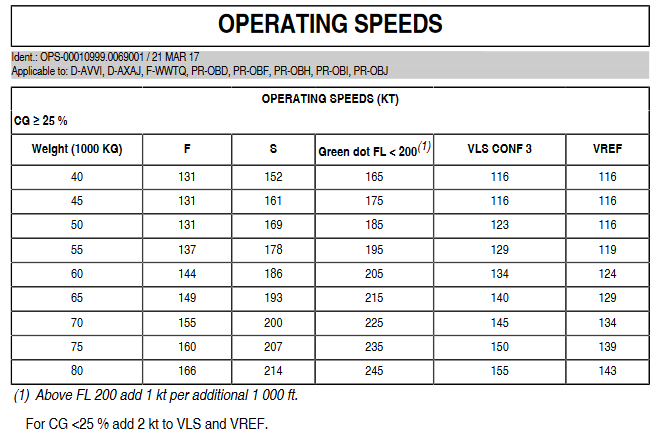 OPERATING SPEEDS
Ident.: OPS-00010999.0069001 / 21 MAR 17
Applicable to: D-AVVI, D-AXAJ, F-WWTQ, PR-OBD, PR-OBF, PR-OBH, PR-OBI, PR-OBJ
OPERATING SPEEDS (KT)
CG ≥ 25 %
Weight (1000 KG) F S Green dot FL < 200(1) VLS CONF 3 VREF
40 131 152 165 116 116
45 131 161 175 116 116
50 131 169 185 123 116
55 137 178 195 129 119
60 144 186 205 134 124
65 149 193 215 140 129
70 155 200 225 145 134
75 160 207 235 150 139
80 166 214 245 155 143
(1) Above FL 200 add 1 kt per additional 1 000 ft.
For CG <25 % add 2 kt to VLS and VREF.